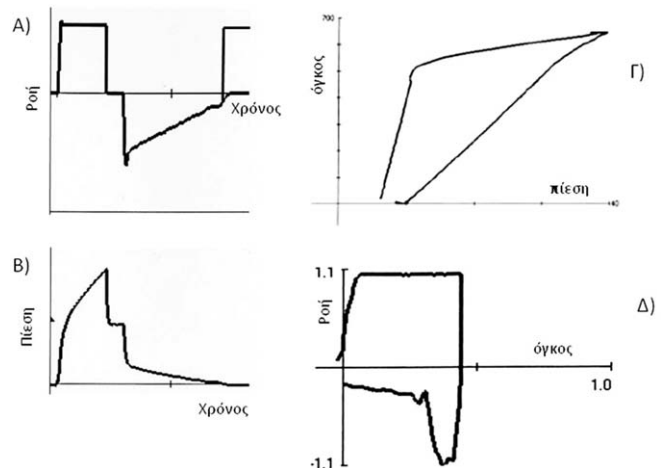 Α)
Ροή
Χρόνος
Β)
Πίεση
Χρόνος
Γ)
700
όγκος
πίεση
40
Δ)
1.1
Ροή
όγκος
1.0
-1.1